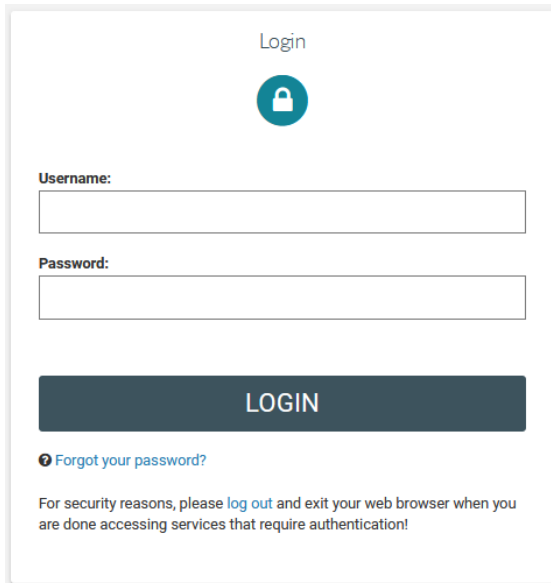 Login
Username:
Password:
LOGIN
Forgot your password?
For security reasons, please log out and exit your web browser when you
are done accessing services that require authentication!